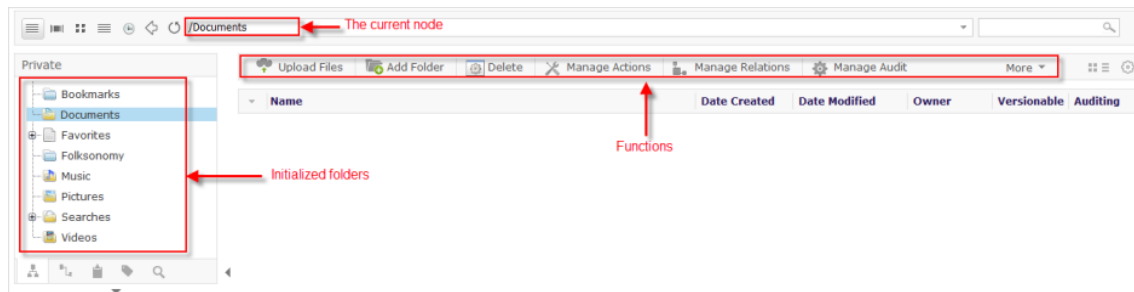 /Documents
The current node
Private
Upload Files Add Folder Delete Manage Actions Manage Relations Manage Audit More
Name Date Created Date Modified Owner Versionable Auditing
Bookmarks
Documents
Favorites
Folksonomy
Music
Pictures
Searches
Videos
Functions
Initialized folders